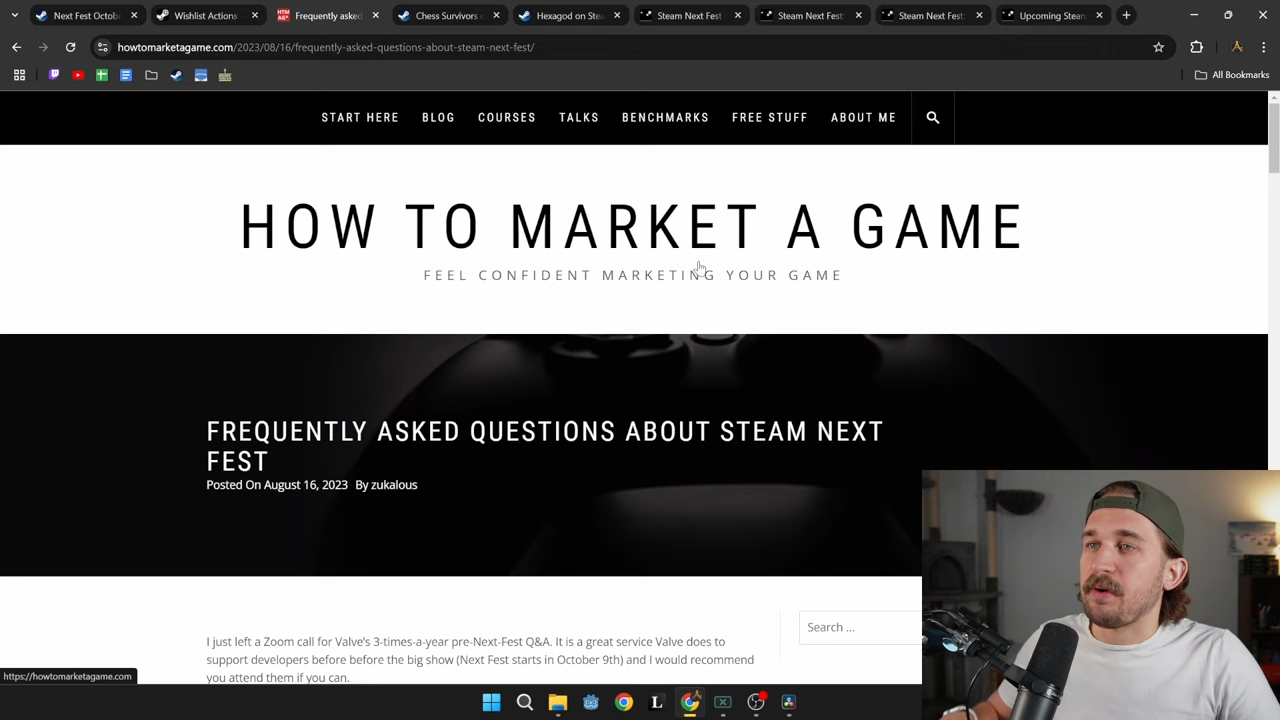 Next Fest Octobe
Wishlist Actions -
Frequently asked
Chess Survivors o
Hexagod on Ste
Steam Next Fest
Steam Next Fest:
Steam Next Fest:
Upcoming Steam
howtomarketagame.com/2023/08/16/frequently-asked-questions-about-steam-next-fest/
All Bookmarks
START HERE
BLOG
COURSES
TALKS
BENCHMARKS
FREE STUFF
ABOUT ME
HOW TO MARKET A GAME
FEEL CONFIDENT MARKETING YOUR GAME
FREQUENTLY ASKED QUESTIONS ABOUT STEAM NEXT
FEST
Posted On August 16, 2023 By zukalous
I just left a Zoom call for Valve's 3-times-a-year pre-Next-Fest Q&A. It is a great service Valve does to
support developers before before the big show (Next Fest starts in October 9th) and I would recommend
you attend them if you can.
Search ...
https://howtomarketagame.com